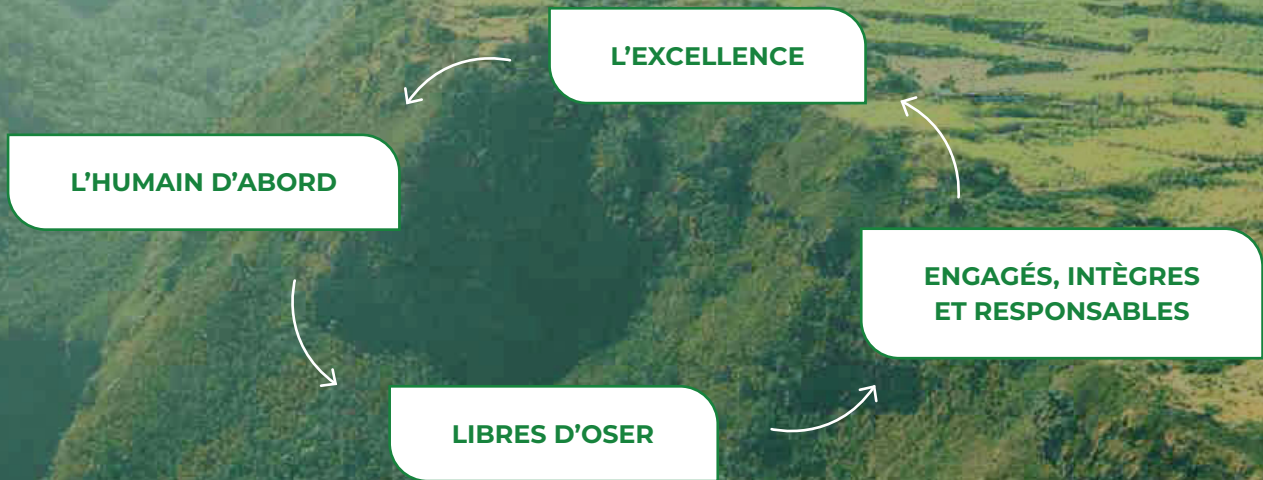 L’EXCELLENCE
L’HUMAIN D’ABORD
ENGAGÉS, INTÈGRES
ET RESPONSABLES
LIBRES D’OSER